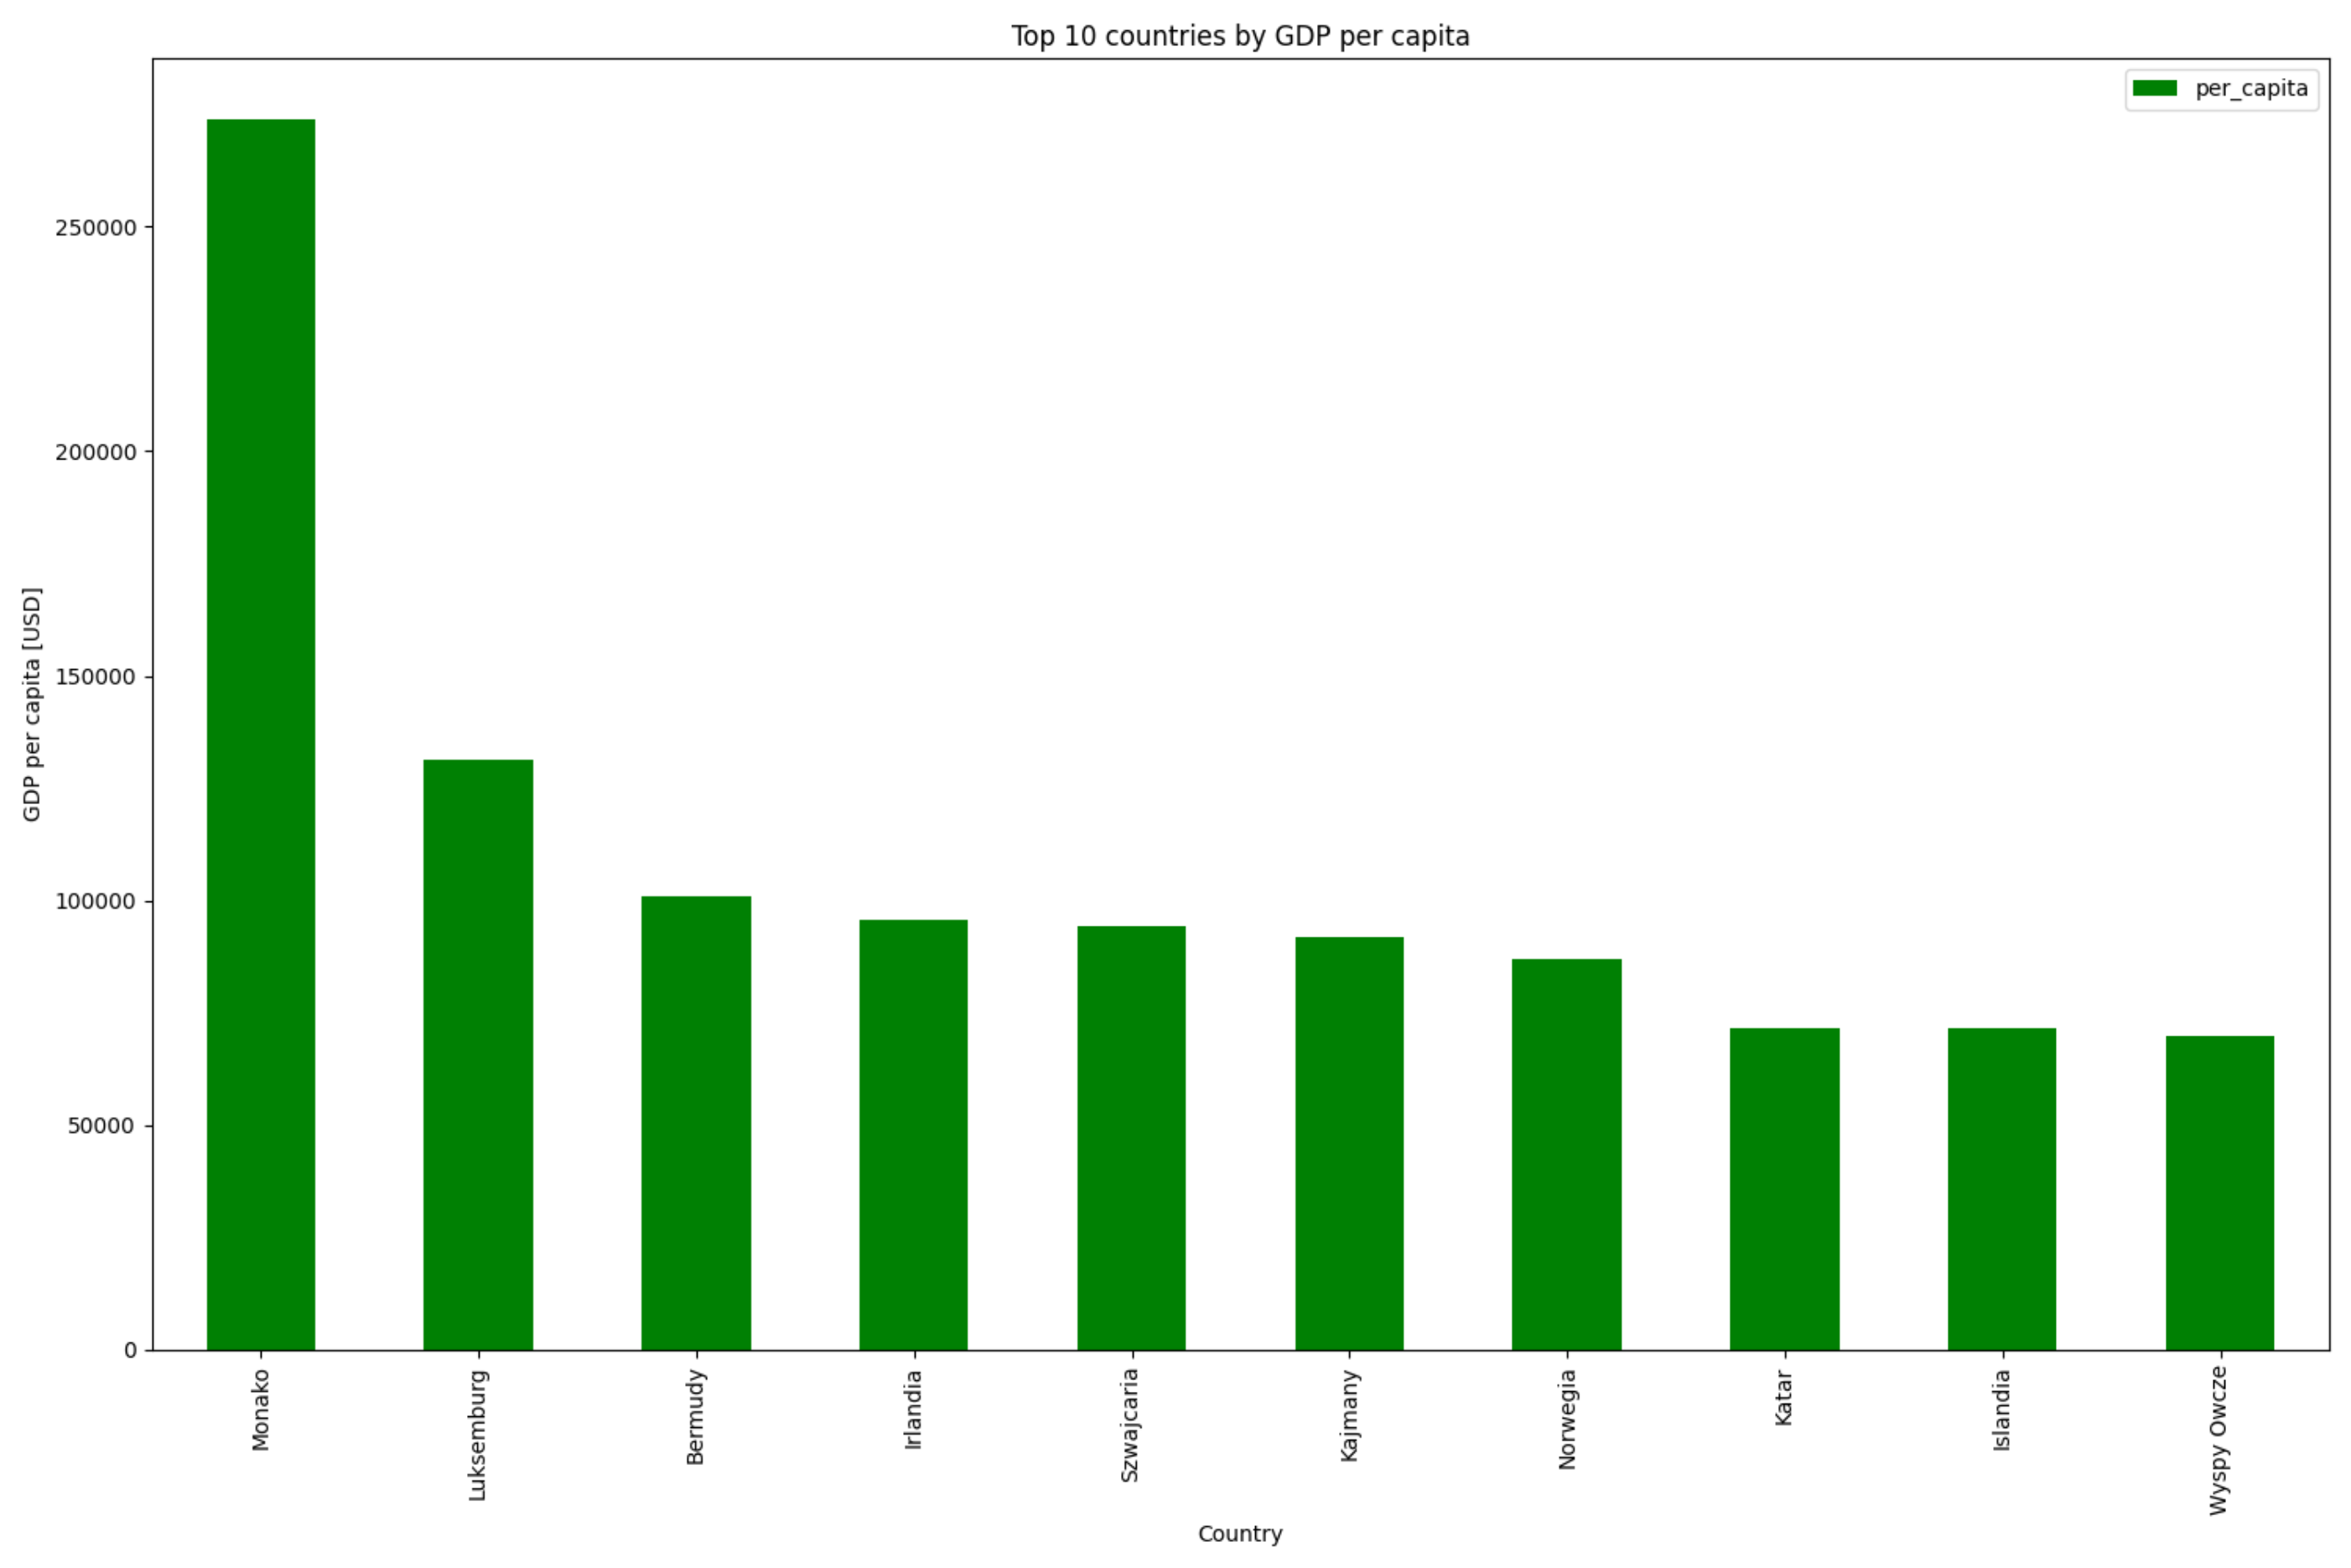 Top 10 countries by GDP per capita
per_capita
GDP per capita [USD]
250000
200000
150000
100000
50000
0
Monako
Luksemburg
Bermudy
Irlandia
Szwajcaria
Kajmany
Norwegia
Katar
Islandia
Wyspy Owcze
Country